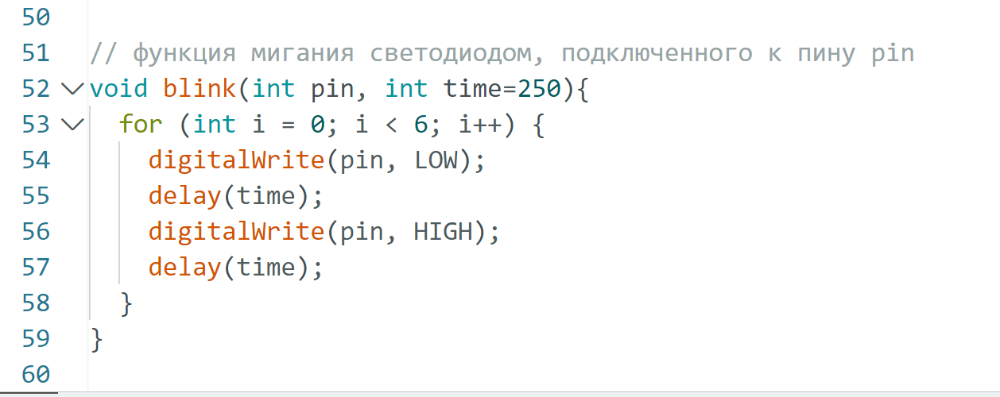 50
51 // функция мигания светодиодом, подключенного к пину pin
52 void blink(int pin, int time=250){
53 for (int i = 0; i < 6; i++) {
54 digitalWrite(pin, LOW);
55 delay(time);
56 digitalWrite(pin, HIGH);
57 delay(time);
58 }
59 }
60